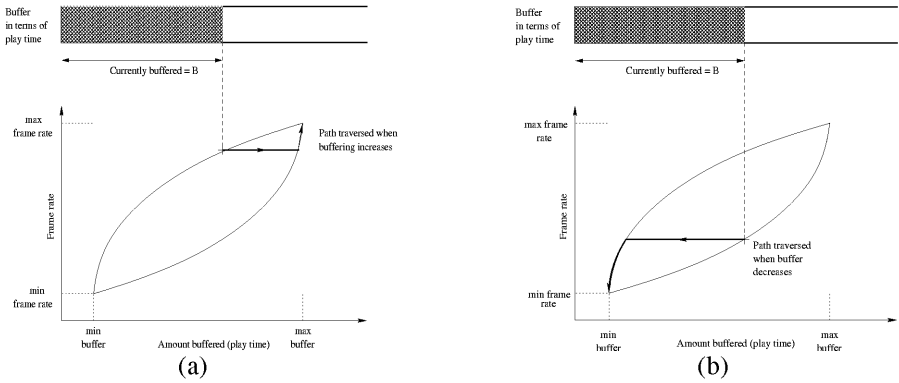 Buffer
in terms of
play time
Currently buffered = B
max
frame rate
Path traversed when
buffering increases
Frame rate
min
frame rate
min
buffer
Amount buffered (play time)
max
buffer
(a)
Buffer
in terms of
play time
Currently buffered = B
max frame
rate
Frame rate
Path traversed
when buffer
decreases
min frame
rate
min
buffer
Amount buffered (play time)
max
buffer
(b)